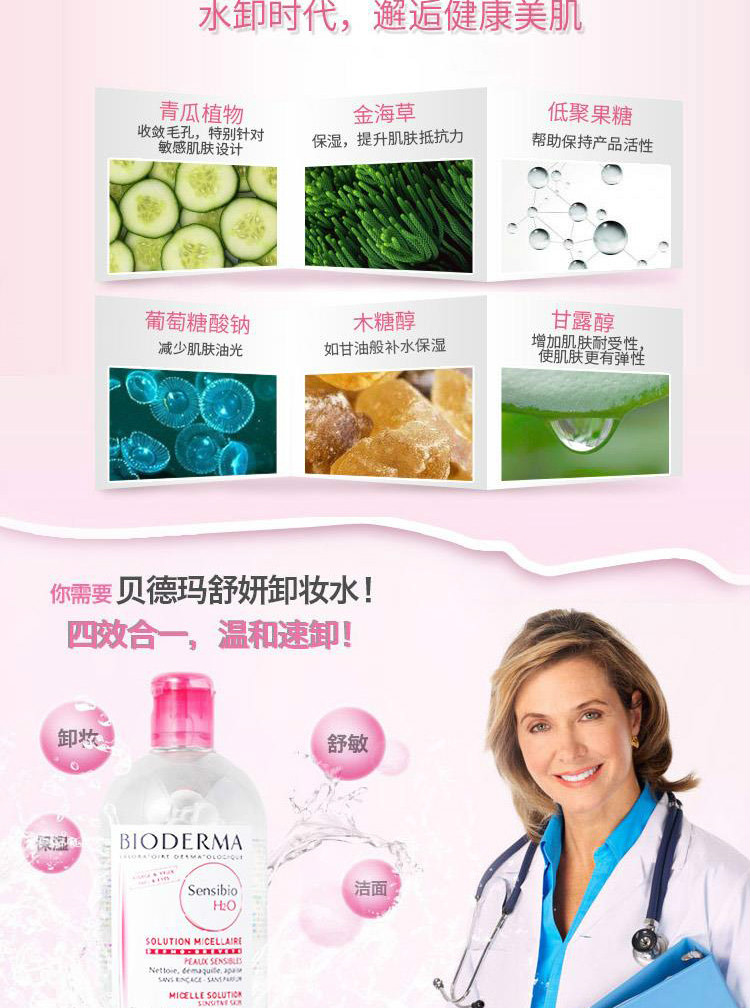 水卸时代，邂逅健康美肌
青瓜植物
收敛毛孔，特别针对
敏感肌肤设计
金海草
保湿，提升肌肤抵抗力
低聚果糖
帮助保持产品活性
葡萄糖酸钠
减少肌肤油光
木糖醇
如甘油般补水保湿
甘露醇
增加肌肤耐受性，
使肌肤更有弹性
你需要 贝德玛舒妍卸妆水！
四效合一，温和速卸！
卸妆
舒敏
保湿
洁面
BIODERMA
LABORATOIRE DERMATOLOGIQUE
Sensibio
H2O
SOLUTION MICELLAIRE
DERMO-BREVETÉ
PEAUX SENSIBLES
Nettoie, démaquille, apaise
SANS RINÇAGE - SANS PARFUM
MICELLE SOLUTION
SENSITIVE SKIN